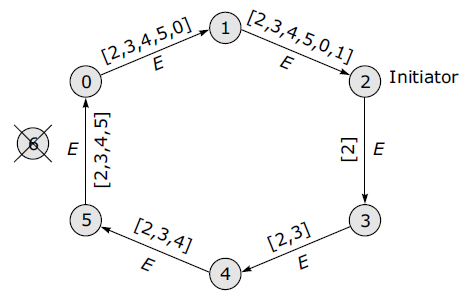 [2,3,4,5,0]
1
[2,3,4,5,0,1]
E
E
0
2
Initiator
6
E
[2,3,4,5]
[2]
E
5
3
[2,3,4]
[2,3]
E
E
4